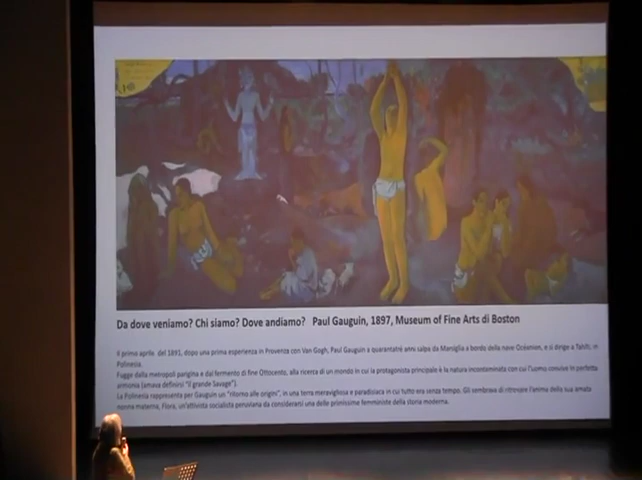 Da dove veniamo? Chi siamo? Dove andiamo? Paul Gauguin, 1897, Museum of Fine Arts di Boston
Il primo aprile del 1891, dopo una prima esperienza in Provenza con Van Gogh, Paul Gauguin a quarantatré anni salpa da Marsiglia a bordo della nave Océanien, e si dirige a Tahiti, in
Polinesia.
Fugge dalla metropoli parigina e dal fermento di fine Ottocento, alla ricerca di un mondo in cui la protagonista principale è la natura incontaminata con cui l'uomo convive in perfetta
armonia (amava definirsi "il grande Savage").
La Polinesia rappresenta per Gauguin un "ritorno alle origini", in una terra meravigliosa e paradisiaca in cui tutto era senza tempo. Gli sembrava di ritrovare l'anima della sua amata
nonna materna, Flora, un'attivista socialista peruviana da considerarsi una delle primissime femministe della storia moderna.